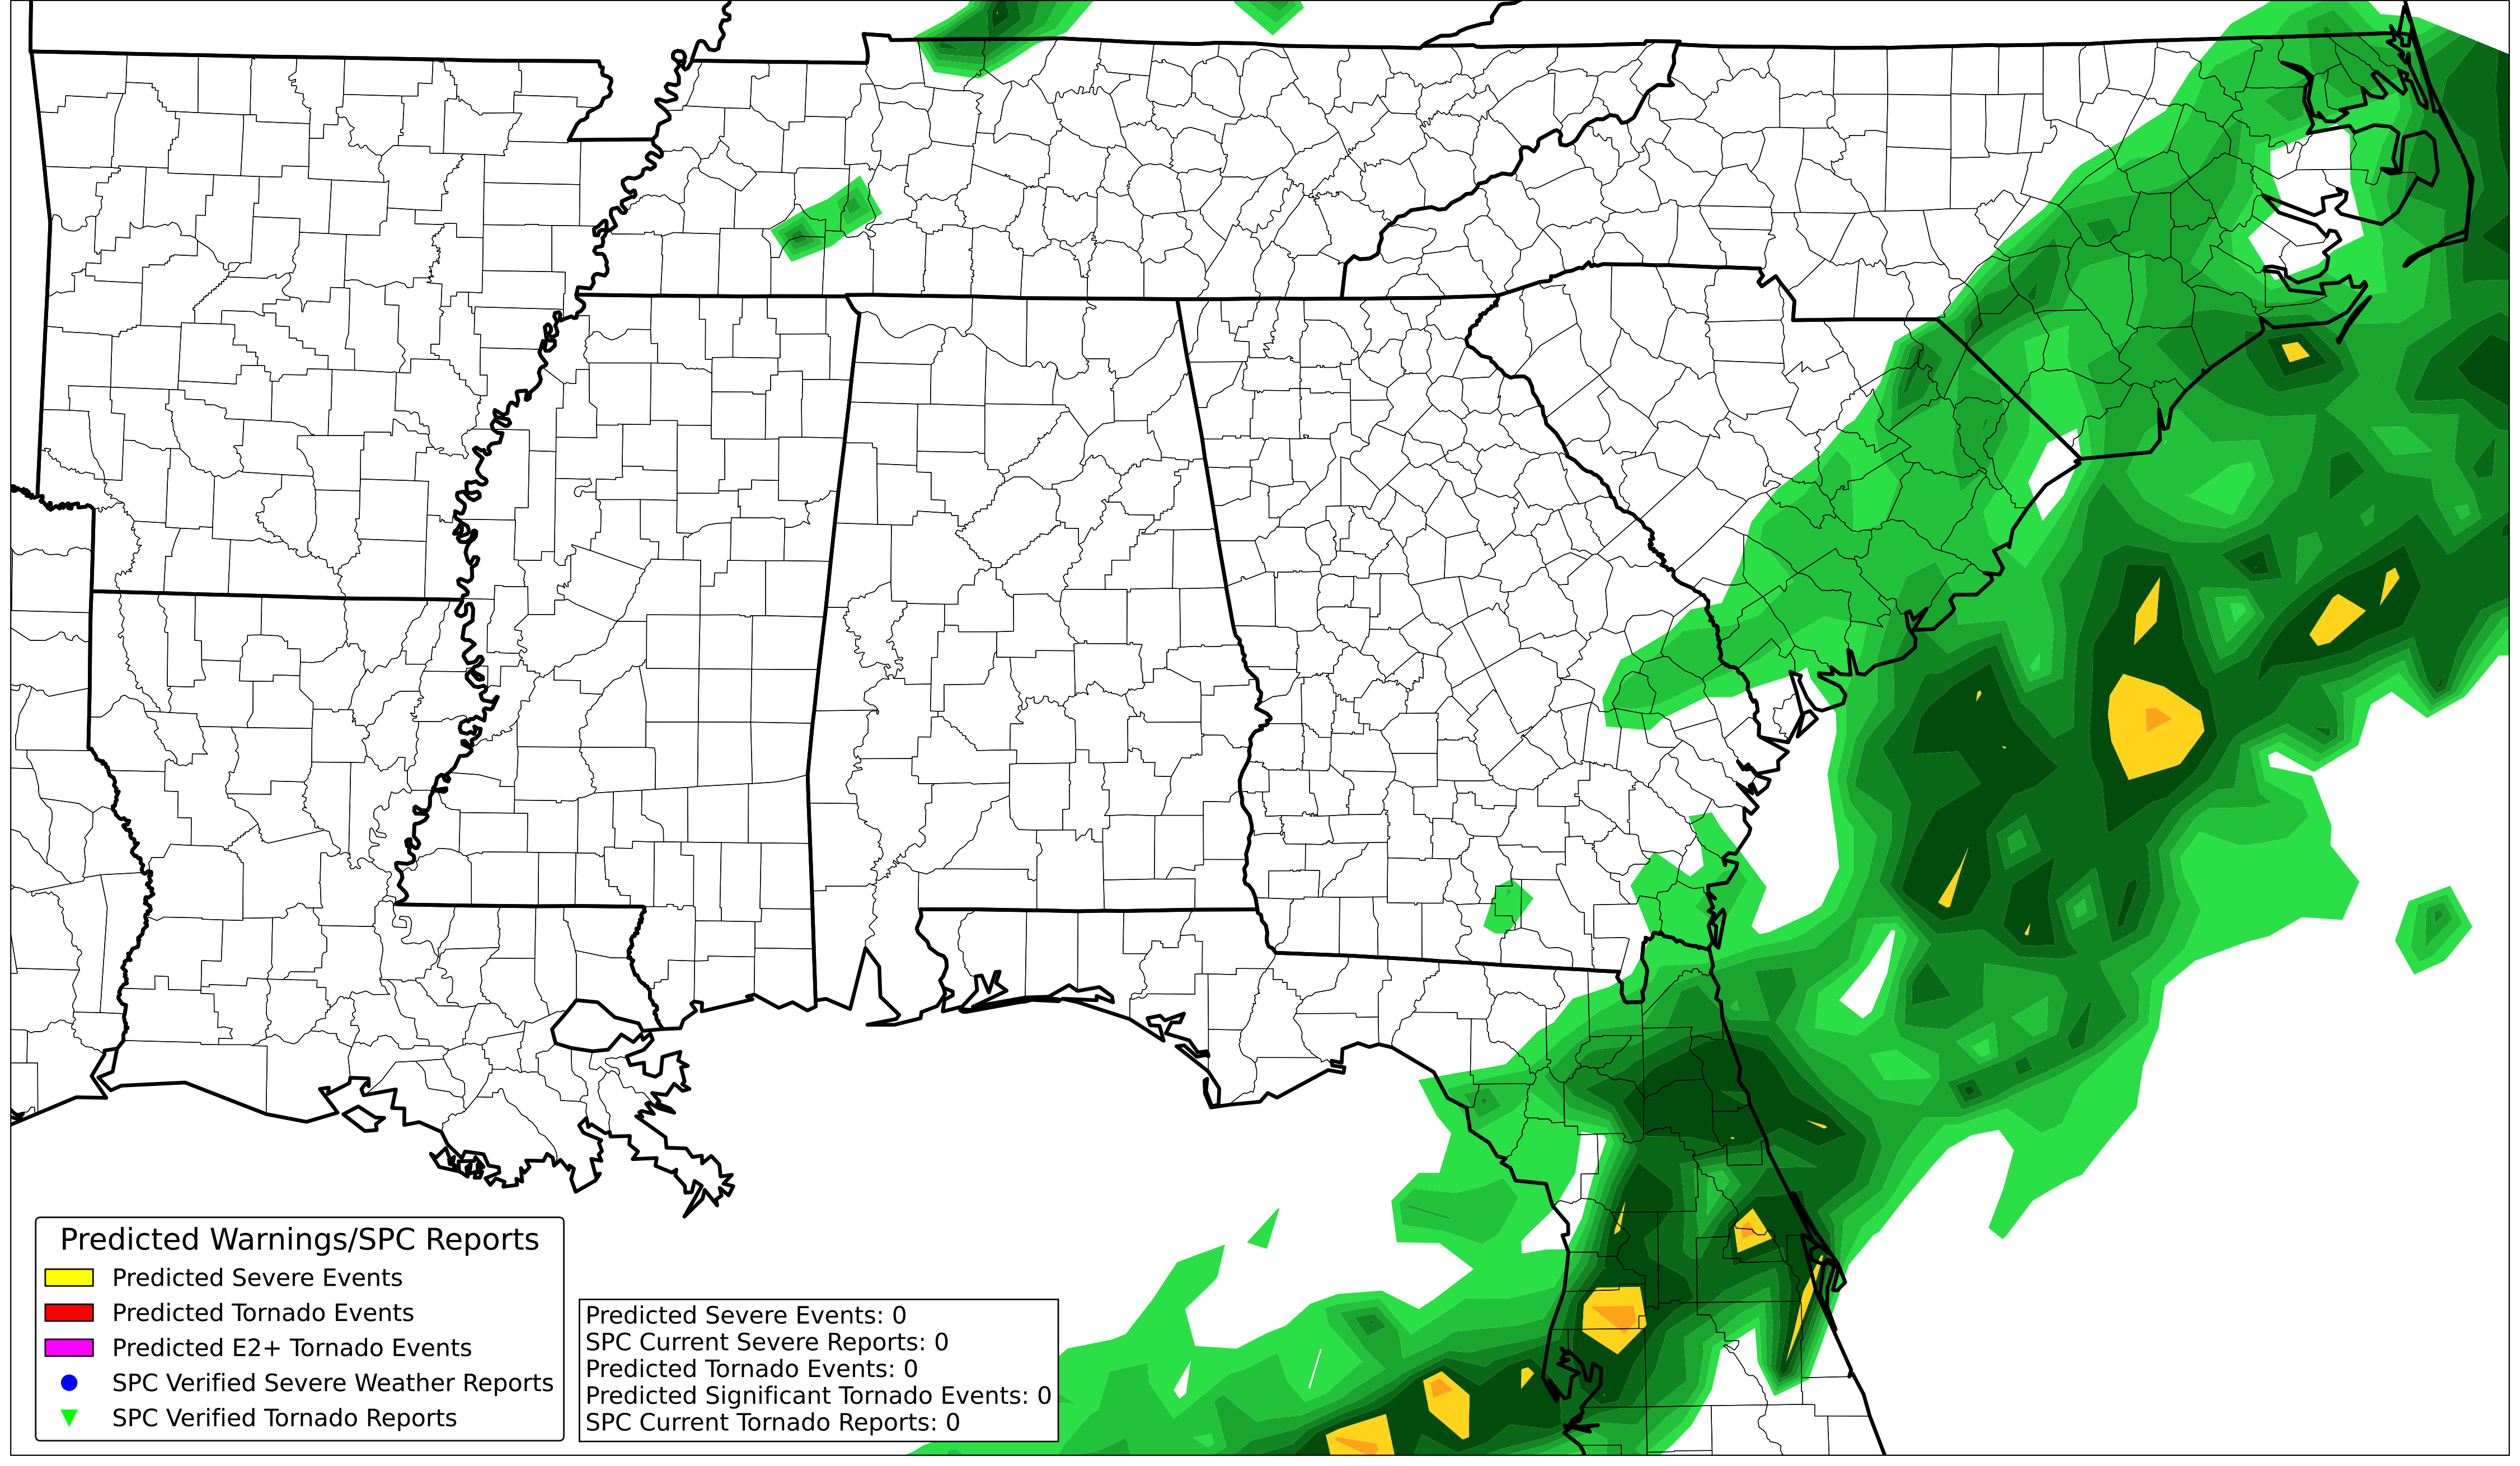 Predicted Warnings/SPC Reports
Predicted Severe Events
Predicted Tornado Events
Predicted E2+ Tornado Events
SPC Verified Severe Weather Reports
SPC Verified Tornado Reports
Predicted Severe Events: 0
SPC Current Severe Reports: 0
Predicted Tornado Events: 0
Predicted Significant Tornado Events: 0
SPC Current Tornado Reports: 0